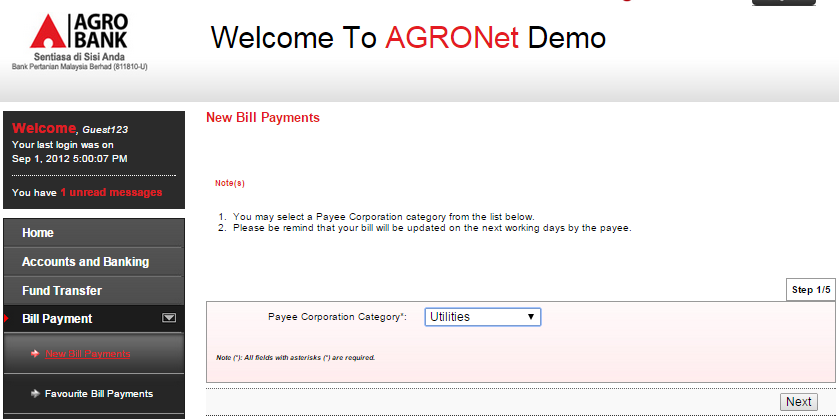 AGRO
BANK
Sentiasa di Sisi Anda
Bank Pertanian Malaysia Berhad (811810-U)
Welcome To AGRONet Demo
Welcome, Guest123
Your last login was on
Sep 1, 2012 5:00:07 PM
You have 1 unread messages
Home
Accounts and Banking
Fund Transfer
Bill Payment
New Bill Payments
Favourite Bill Payments
New Bill Payments
Note(s)
1. You may select a Payee Corporation category from the list below.
2. Please be remind that your bill will be updated on the next working days by the payee.
Step 1/5
Payee Corporation Category*: Utilities
Note (*): All fields with asterisks (*) are required.
Next